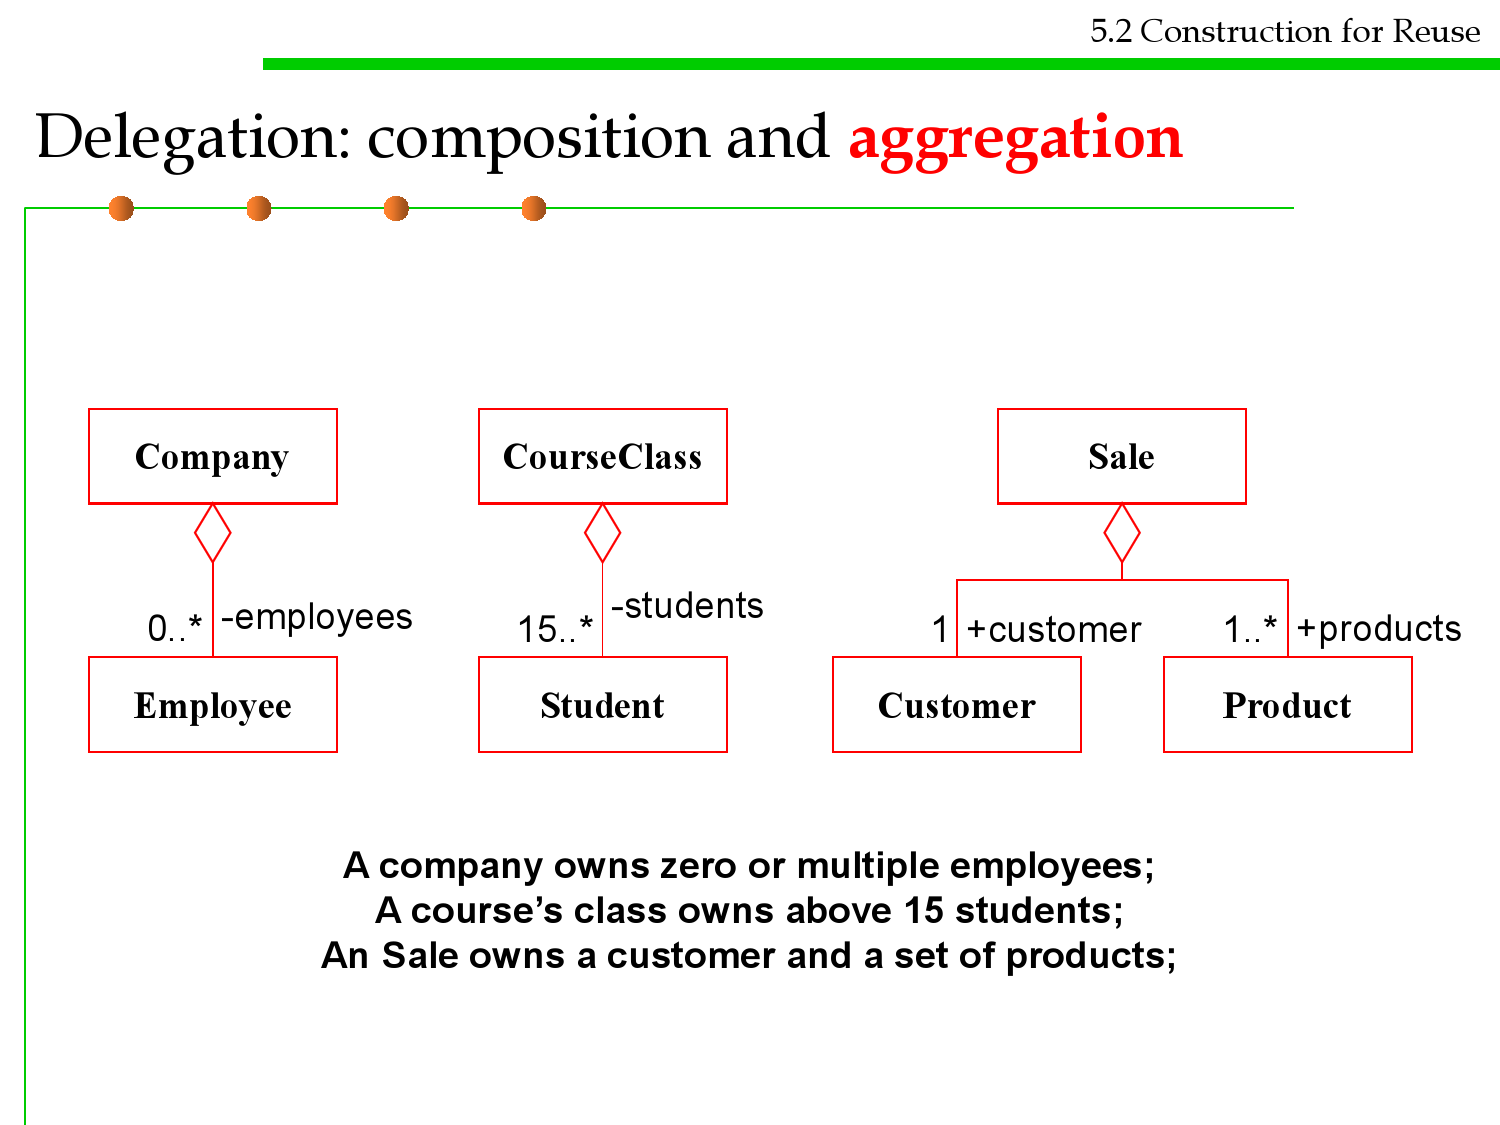 5.2 Construction for Reuse
Delegation: composition and aggregation
Company
CourseClass
Sale
0..* -employees
15..* -students
1 +customer
1..* +products
Employee
Student
Customer
Product
A company owns zero or multiple employees;
A course’s class owns above 15 students;
An Sale owns a customer and a set of products;